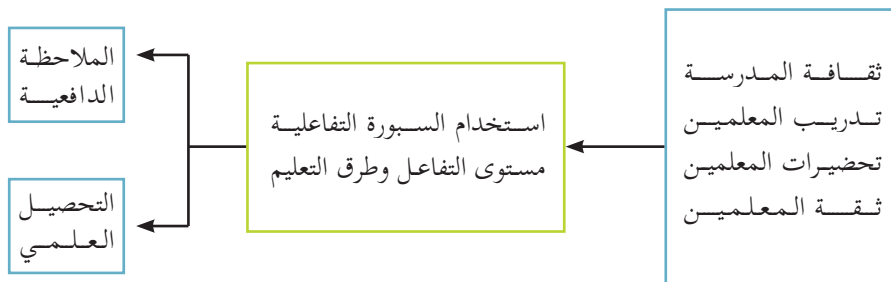 ثقافة المدرسة
تدريب المعلمين
تحضيرات المعلمين
ثقة المعلمين
استخدام السبورة التفاعلية
مستوى التفاعل وطرق التعليم
الملاحظة
الدافعية
التحصيل
العلمي